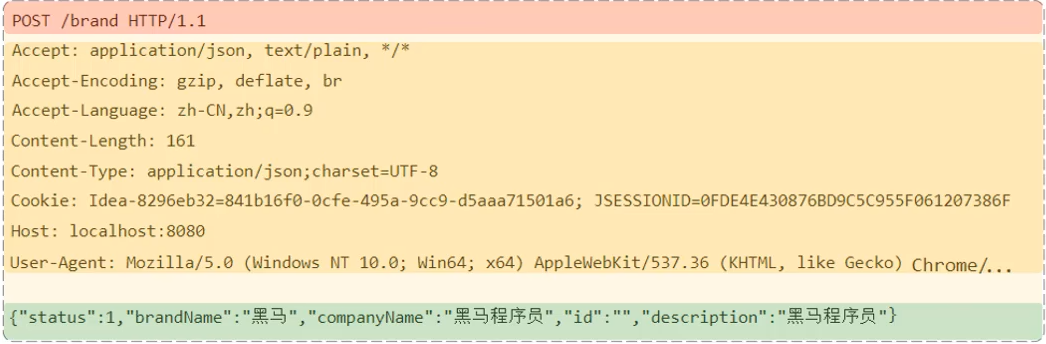 POST /brand HTTP/1.1
Accept: application/json, text/plain, */*
Accept-Encoding: gzip, deflate, br
Accept-Language: zh-CN,zh;q=0.9
Content-Length: 161
Content-Type: application/json;charset=UTF-8
Cookie: Idea-8296eb32=841b16f0-0cfe-495a-9cc9-d5aaa71501a6; JSESSIONID=0FDE4E430876BD9C5C955F061207386F
Host: localhost:8080
User-Agent: Mozilla/5.0 (Windows NT 10.0; Win64; x64) AppleWebKit/537.36 (KHTML, like Gecko) Chrome/...
{"status":1,"brandName":"黑马","companyName":"黑马程序员","id":"","description":"黑马程序员"}